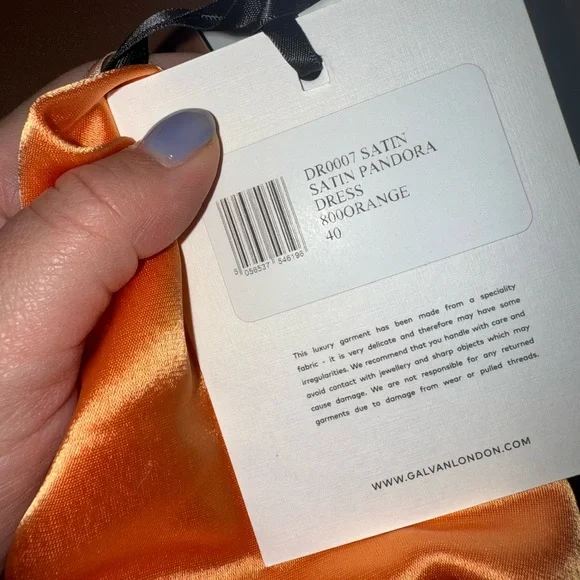 DR0007 SATIN
SATIN PANDORA
DRESS
800ORANGE
40
5 058537 546198
This luxury garment has been made from a speciality
fabric - it is very delicate and therefore may have some
irregularities. We recommend that you handle with care and
avoid contact with jewellery and sharp objects which may
cause damage. We are not responsible for any returned
garments due to damage from wear or pulled threads.
WWW.GALVANLONDON.COM